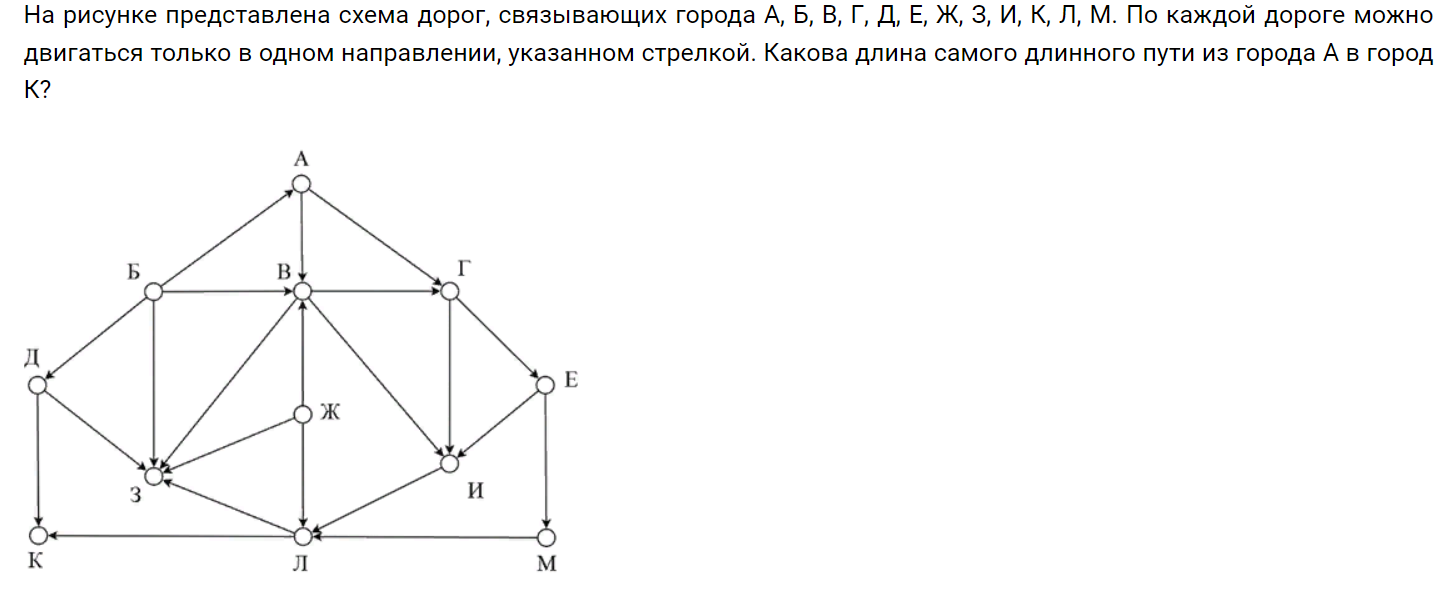 На рисунке представлена схема дорог, связывающих города А, Б, В, Г, Д, Е, Ж, З, И, К, Л, М. По каждой дороге можно
двигаться только в одном направлении, указанном стрелкой. Какова длина самого длинного пути из города А в город
К?
А
Б
В
Г
Д
Е
Ж
З
И
К
Л
М